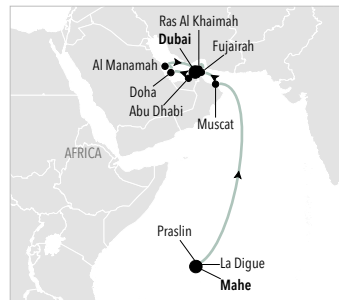 Ras Al Khaimah
Dubai
Fujairah
Al Manamah
Doha
Abu Dhabi
Muscat
AFRICA
Praslin
La Digue
Mahe